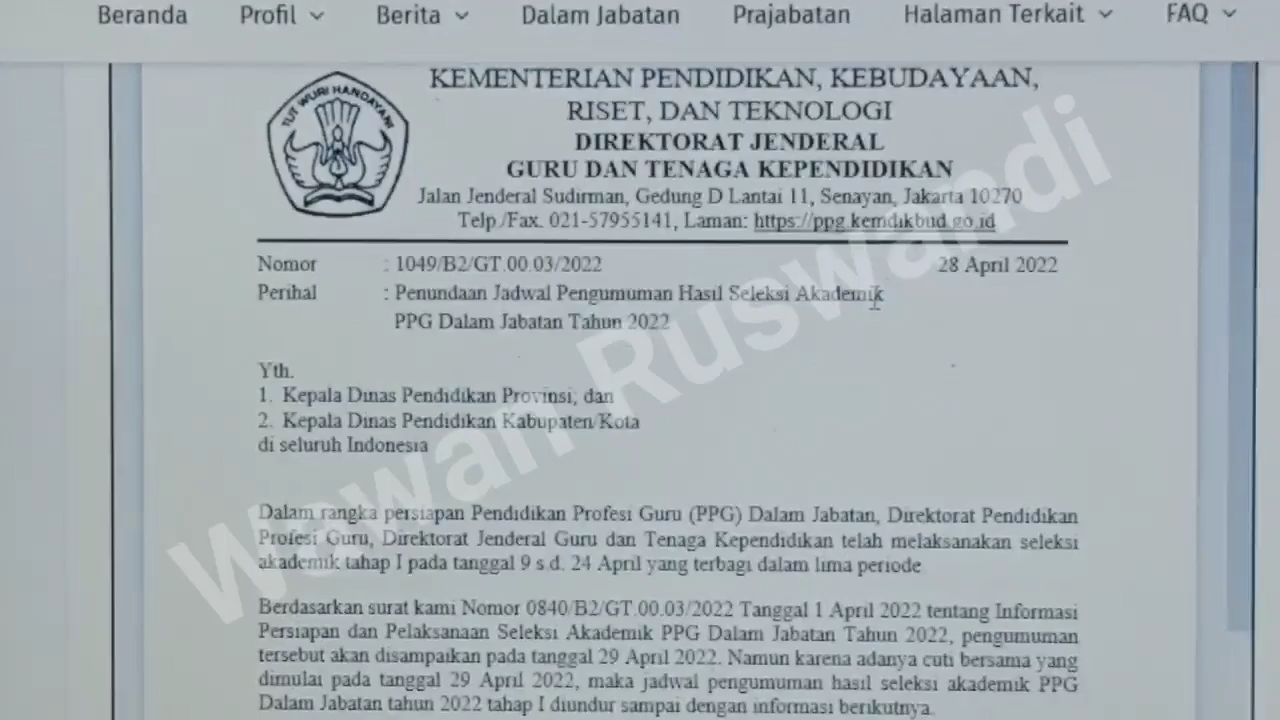 Beranda Profil Berita Dalam Jabatan Prajabatan Halaman Terkait FAQ
TUT WURI HANDAYANI
KEMENTERIAN PENDIDIKAN, KEBUDAYAAN,
RISET, DAN TEKNOLOGI
DIREKTORAT JENDERAL
GURU DAN TENAGA KEPENDIDIKAN
Jalan Jenderal Sudirman, Gedung D Lantai 11, Senayan, Jakarta 10270
Telp./Fax. 021-57955141, Laman: https://ppg.kemdikbud.go.id
Nomor : 1049/B2/GT.00.03/2022 28 April 2022
Perihal : Penundaan Jadwal Pengumuman Hasil Seleksi Akademik
PPG Dalam Jabatan Tahun 2022
Yth.
1. Kepala Dinas Pendidikan Provinsi; dan
2. Kepala Dinas Pendidikan Kabupaten/Kota
di seluruh Indonesia
Dalam rangka persiapan Pendidikan Profesi Guru (PPG) Dalam Jabatan, Direktorat Pendidikan
Profesi Guru, Direktorat Jenderal Guru dan Tenaga Kependidikan telah melaksanakan seleksi
akademik tahap I pada tanggal 9 s.d. 24 April yang terbagi dalam lima periode.
Berdasarkan surat kami Nomor 0840/B2/GT.00.03/2022 Tanggal 1 April 2022 tentang Informasi
Persiapan dan Pelaksanaan Seleksi Akademik PPG Dalam Jabatan Tahun 2022, pengumuman
tersebut akan disampaikan pada tanggal 29 April 2022. Namun karena adanya cuti bersama yang
dimulai pada tanggal 29 April 2022, maka jadwal pengumuman hasil seleksi akademik PPG
Dalam Jabatan tahun 2022 tahap I diundur sampai dengan informasi berikutnya.
Wawan Ruswandi